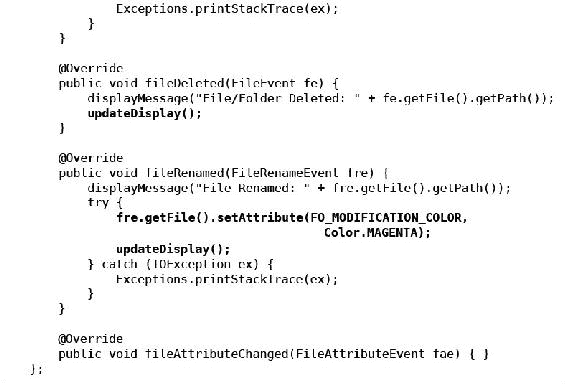 Exceptions.printStackTrace(ex);
}
}
@Override
public void fileDeleted(FileEvent fe) {
displayMessage("File/Folder Deleted: " + fe.getFile().getPath());
updateDisplay();
}
@Override
public void fileRenamed(FileRenameEvent fre) {
displayMessage("File Renamed: " + fre.getFile().getPath());
try {
fre.getFile().setAttribute(FO_MODIFICATION_COLOR,
Color.MAGENTA);
updateDisplay();
} catch (IOException ex) {
Exceptions.printStackTrace(ex);
}
}
@Override
public void fileAttributeChanged(FileAttributeEvent fae) { }
};